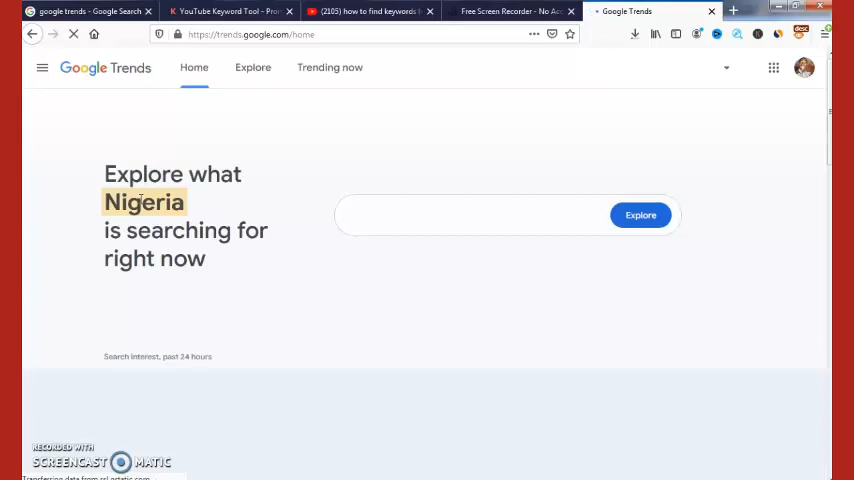 google trends - Google Search
YouTube Keyword Tool - Pro
(2105) how to find keywords
Free Screen Recorder - No Acc
Google Trends
https://trends.google.com/home
desc
Google Trends
Home
Explore
Trending now
Explore what
Nigeria
is searching for
right now
Explore
Search interest, past 24 hours
RECORDED WITH
SCREENCAST MATIC